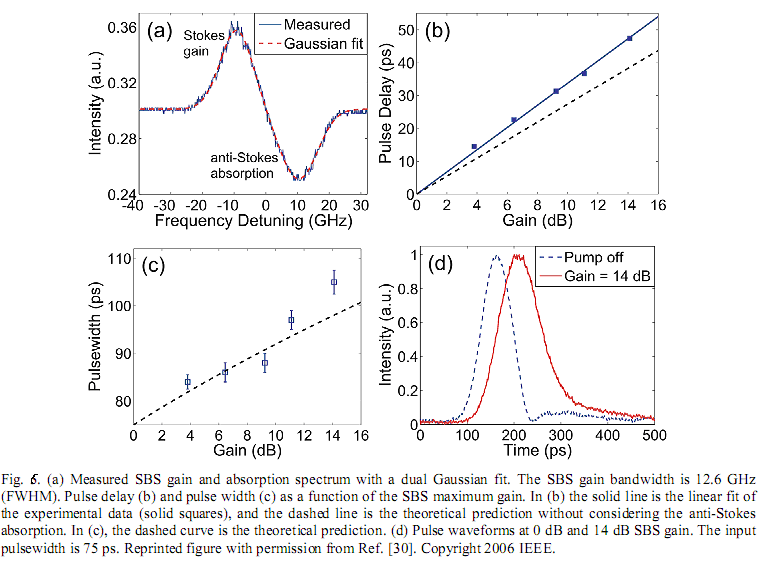 (a)
Stokes
gain
Measured
Gaussian fit
anti-Stokes
absorption
0.36
0.32
0.28
0.24
Intensity (a.u.)
-40 -30 -20 -10 0 10 20 30
Frequency Detuning (GHz)
(b)
50
40
30
20
10
0
Pulse Delay (ps)
0 2 4 6 8 10 12 14 16
Gain (dB)
(c)
110
100
90
80
Pulsewidth (ps)
0 2 4 6 8 10 12 14 16
Gain (dB)
(d)
Pump off
Gain = 14 dB
1
0.8
0.6
0.4
0.2
0
Intensity (a.u.)
0 100 200 300 400 500
Time (ps)
Fig. 6. (a) Measured SBS gain and absorption spectrum with a dual Gaussian fit. The SBS gain bandwidth is 12.6 GHz
(FWHM). Pulse delay (b) and pulse width (c) as a function of the SBS maximum gain. In (b) the solid line is the linear fit of
the experimental data (solid squares), and the dashed line is the theoretical prediction without considering the anti-Stokes
absorption. In (c), the dashed curve is the theoretical prediction. (d) Pulse waveforms at 0 dB and 14 dB SBS gain. The input
pulsewidth is 75 ps. Reprinted figure with permission from Ref. [30]. Copyright 2006 IEEE.